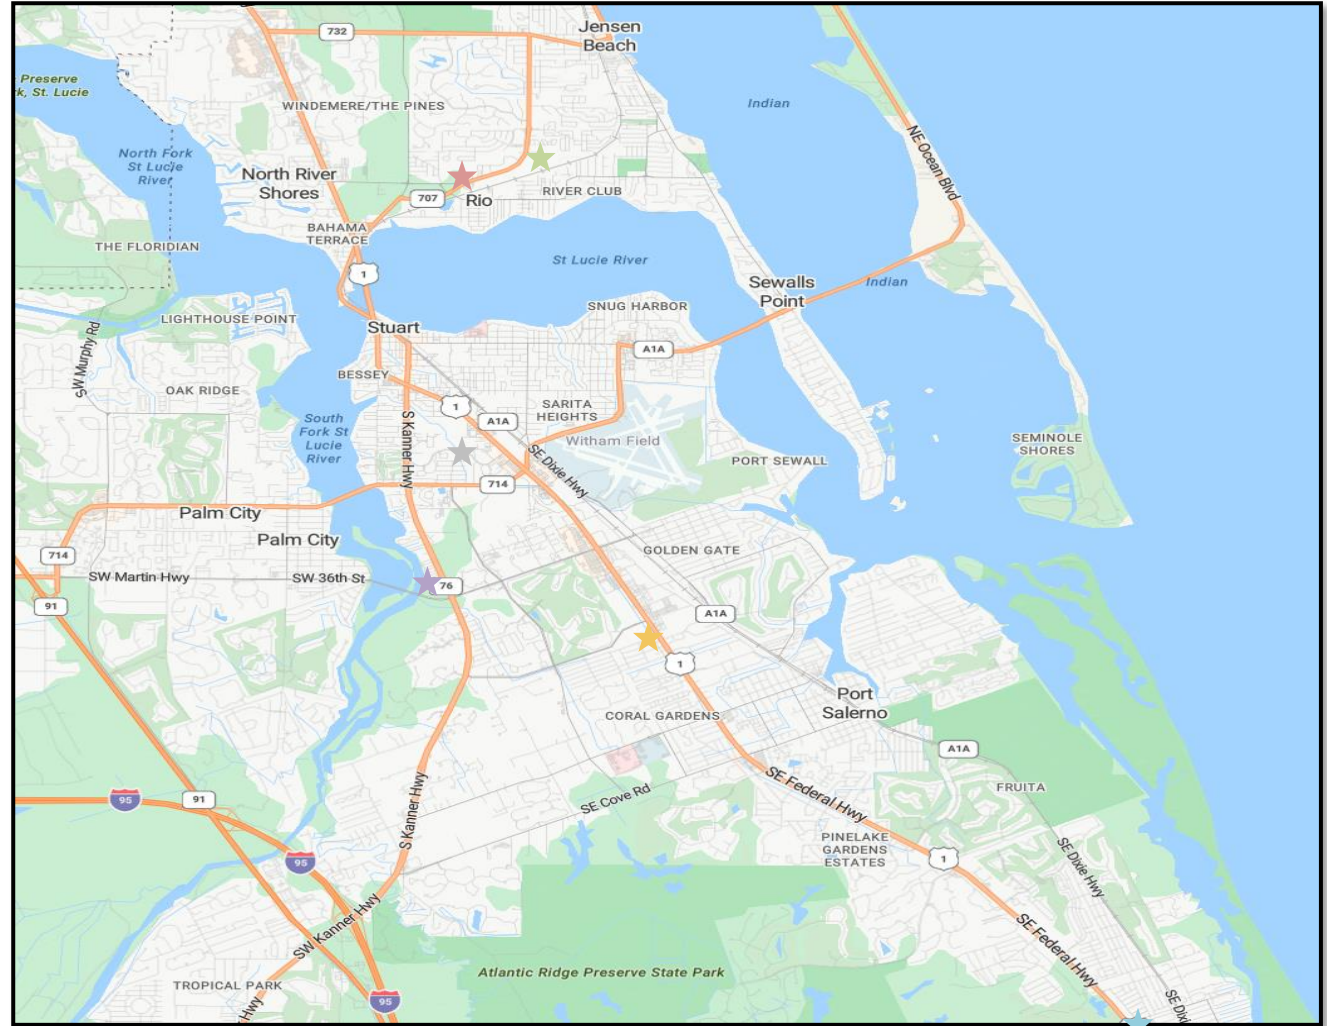 Jensen
Beach
732
Preserve
k, St. Lucie
WINDEMERE/THE PINES
Indian
NE Ocean Blvd
North Fork
St Lucie
River
North River
Shores
707
Rio
RIVER CLUB
BAHAMA
TERRACE
THE FLORIDIAN
1
St Lucie River
Sewalls
Point
Indian
SNUG HARBOR
LIGHTHOUSE POINT
Stuart
SW Murphy Rd
A1A
BESSEY
OAK RIDGE
1
A1A
SARITA
HEIGHTS
South
Fork St
Lucie
River
S Kanner Hwy
Witham Field
SE Dixie Hwy
SEMINOLE
SHORES
PORT SEWALL
714
Palm City
Palm City
714
GOLDEN GATE
SW Martin Hwy
SW 36th St
76
91
A1A
1
Port
Salerno
CORAL GARDENS
A1A
SE Federal Hwy
FRUITA
SE Cove Rd
95
91
S Kanner Hwy
PINELAKE
GARDENS
ESTATES
1
SE Dixie Hwy
95
SW Kanner Hwy
SE Federal Hwy
Atlantic Ridge Preserve State Park
TROPICAL PARK
95
Hwy
SE Dixi